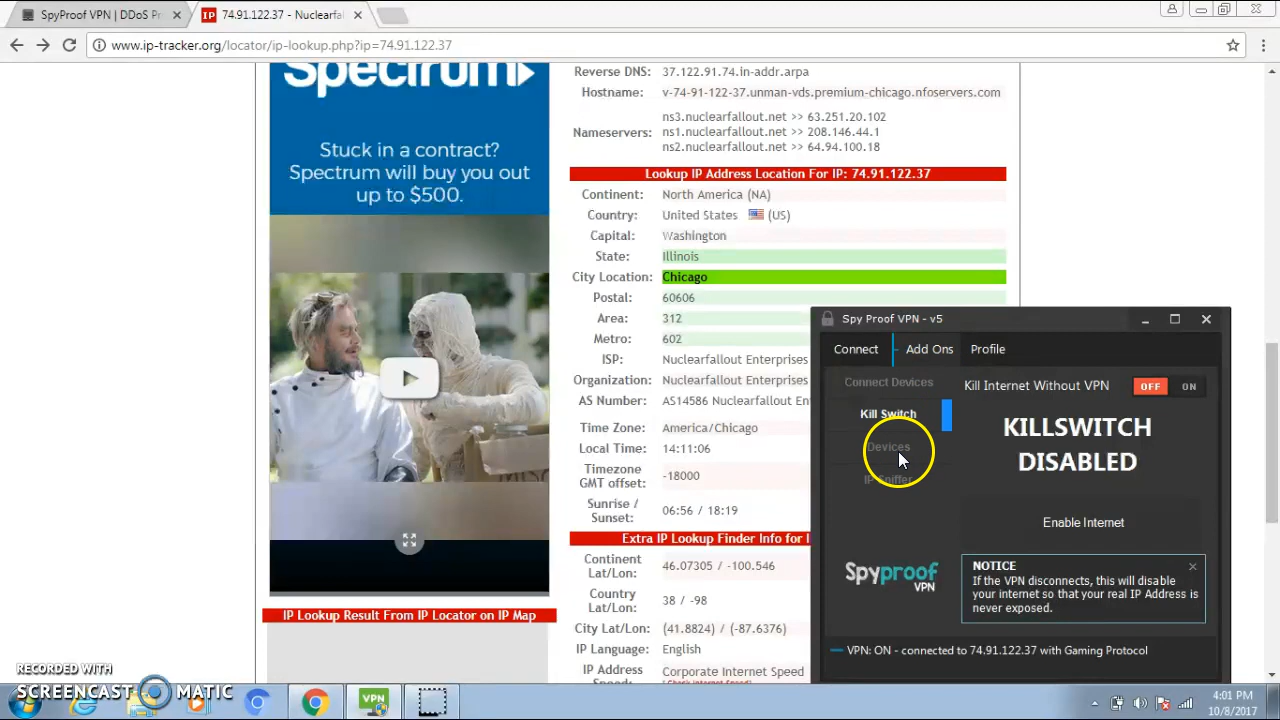 SpyProof VPN | DDoS Pr
IP 74.91.122.37 - Nuclearfall
www.ip-tracker.org/locator/ip-lookup.php?ip=74.91.122.37
Spectrum
Stuck in a contract?
Spectrum will buy you out
up to $500.
Reverse DNS: 37.122.91.74.in-addr.arpa
Hostname: v-74-91-122-37.unman-vds.premium-chicago.nfoservers.com
ns3.nuclearfallout.net >> 63.251.20.102
Nameservers: ns1.nuclearfallout.net >> 208.146.44.1
ns2.nuclearfallout.net >> 64.94.100.18
Lookup IP Address Location For IP: 74.91.122.37
Continent: North America (NA)
Country: United States (US)
Capital: Washington
State: Illinois
City Location: Chicago
Postal: 60606
Area: 312
Metro: 602
ISP: Nuclearfallout Enterprises
Organization: Nuclearfallout Enterprises
AS Number: AS14586 Nuclearfallout En
Time Zone: America/Chicago
Local Time: 14:11:06
Timezone GMT offset: -18000
Sunrise / Sunset: 06:56 / 18:19
Extra IP Lookup Finder Info for I
Continent Lat/Lon: 46.07305 / -100.546
Country Lat/Lon: 38 / -98
City Lat/Lon: (41.8824) / (-87.6376)
IP Language: English
IP Address Speed: Corporate Internet Speed
[Check Internet Speed]
IP Lookup Result From IP Locator on IP Map
Spy Proof VPN - v5
Connect Add Ons Profile
Connect Devices
Kill Switch
Devices
IP Sniffer
Kill Internet Without VPN OFF ON
KILLSWITCH
DISABLED
Enable Internet
Spyproof
VPN
NOTICE
If the VPN disconnects, this will disable
your internet so that your real IP Address is
never exposed.
VPN: ON - connected to 74.91.122.37 with Gaming Protocol
RECORDED WITH
SCREENCAST MATIC
VPN
4:01 PM
10/8/2017